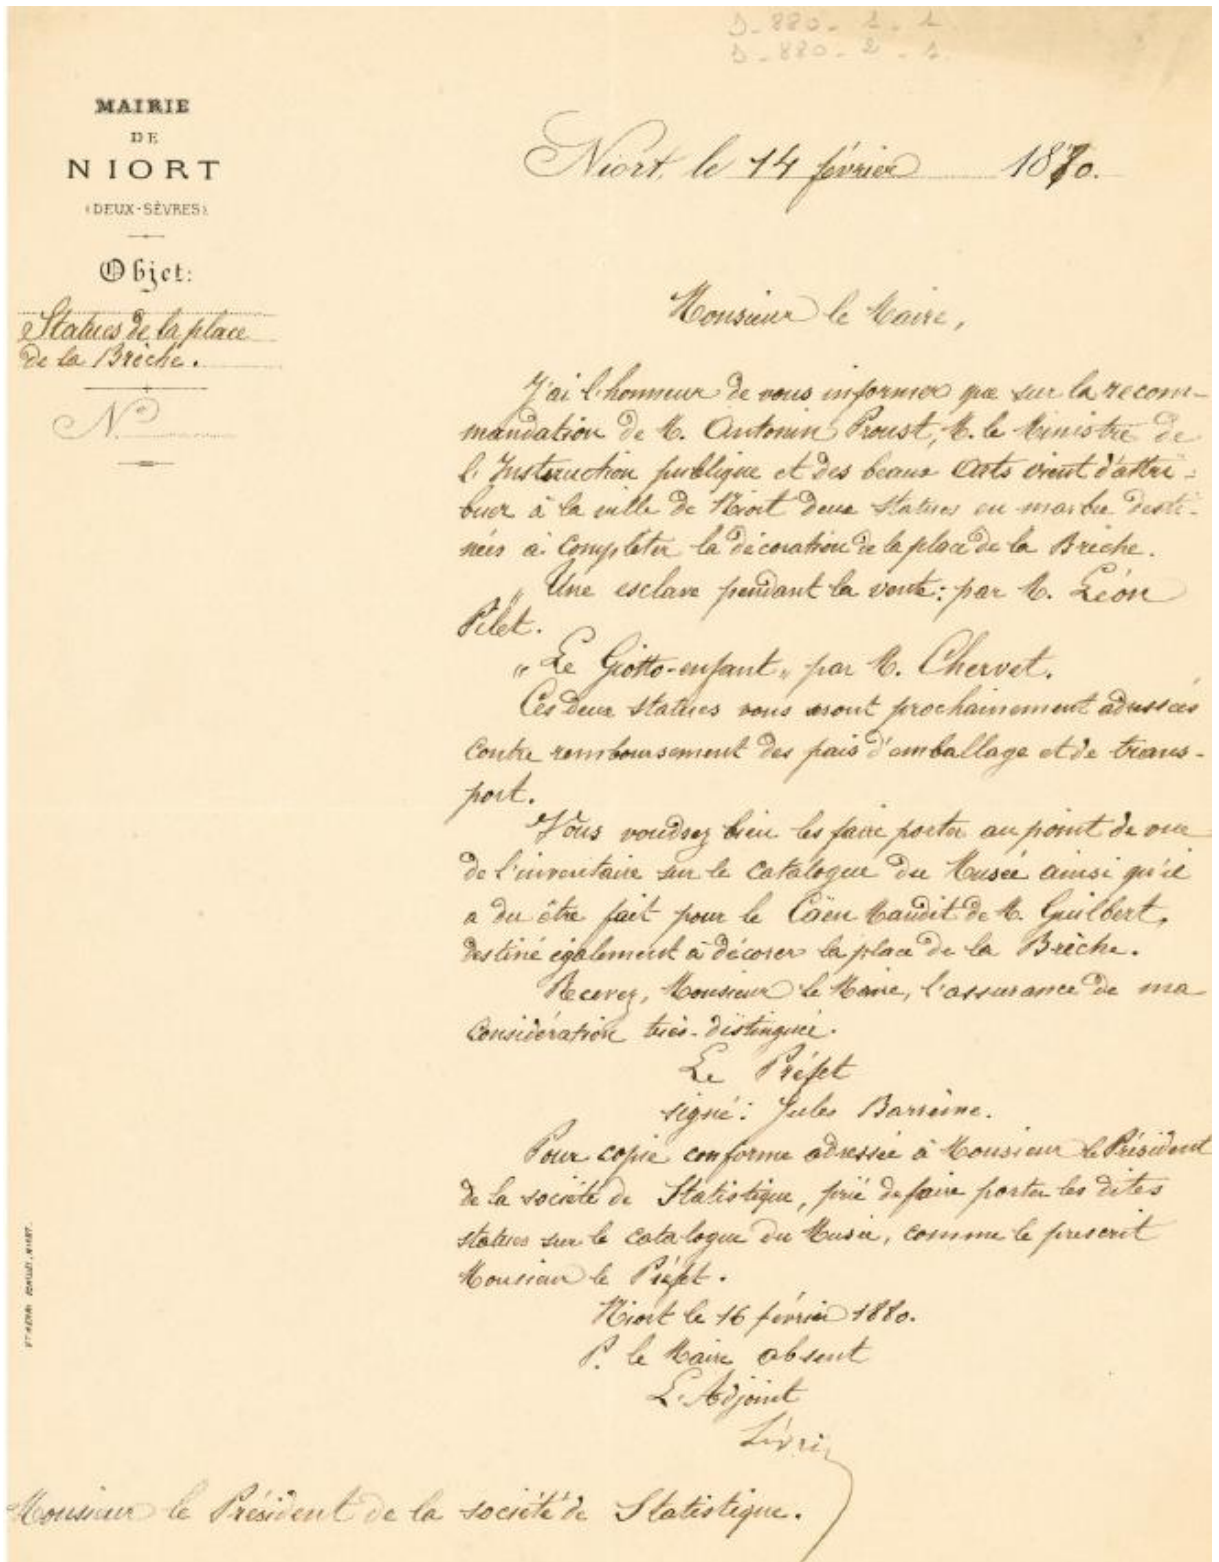 D-880-1-1
D-880-2-1
MAIRIE
DE
NIORT
(DEUX-SÈVRES)
Objet:
Statues de la place
de la Brèche.
N°
Niort, le 14 février 1880.
Monsieur le Maire,
J'ai l'honneur de vous informer que sur la recom-
mandation de M. Antonin Proust, M. le Ministre de
l'Instruction publique et des beaux Arts vient d'attri-
buer à la ville de Niort deux statues en marbre desti-
nées à compléter la décoration de la place de la Brèche.
" Une esclave pendant la vente: par M. Léon
Pilet.
" Le Giotto-enfant " par M. Chervet.
Ces deux statues vous seront prochainement adressées
contre remboursement des frais d'emballage et de trans-
port.
Vous voudrez bien les faire porter au point de vue
de l'inventaire sur le catalogue du Musée ainsi qu'il
a du être fait pour le Caën Maudit de M. Guilbert,
destiné également à décorer la place de la Brèche.
Recevez, Monsieur le Maire, l'assurance de ma
considération très-distinguée.
Le Préfet
signé: Jules Barrême.
Pour copie conforme adressée à Monsieur le Président
de la société de Statistique, prié de faire porter les dites
statues sur le catalogue du Musée, comme le prescrit
Monsieur le Préfet.
Niort le 16 février 1880.
P. le Maire absent
L'Adjoint
Monsieur le Président de la société de Statistique.